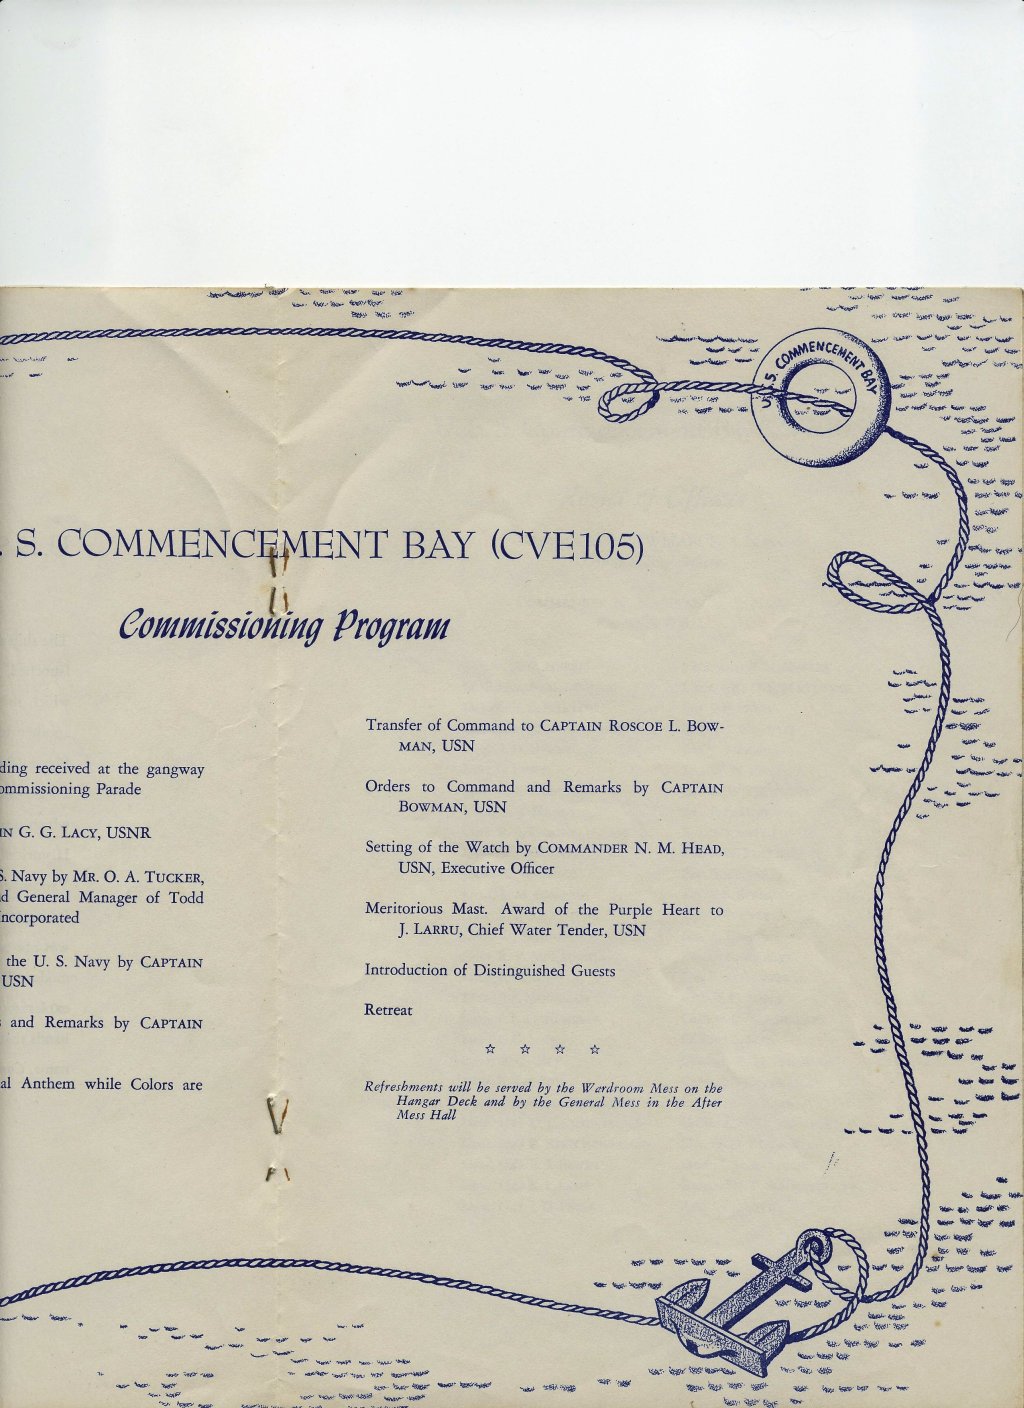 U.S.S. COMMENCEMENT BAY
. S. COMMENCEMENT BAY (CVE105)
Commissioning Program
ding received at the gangway
ommissioning Parade
IN G. G. LACY, USNR
S. Navy by MR. O. A. TUCKER,
d General Manager of Todd
ncorporated
the U. S. Navy by CAPTAIN
USN
s and Remarks by CAPTAIN
al Anthem while Colors are
Transfer of Command to CAPTAIN ROSCOE L. BOW-
MAN, USN
Orders to Command and Remarks by CAPTAIN
BOWMAN, USN
Setting of the Watch by COMMANDER N. M. HEAD,
USN, Executive Officer
Meritorious Mast. Award of the Purple Heart to
J. LARRU, Chief Water Tender, USN
Introduction of Distinguished Guests
Retreat
☆ ☆ ☆ ☆
Refreshments will be served by the Wardroom Mess on the
Hangar Deck and by the General Mess in the After
Mess Hall